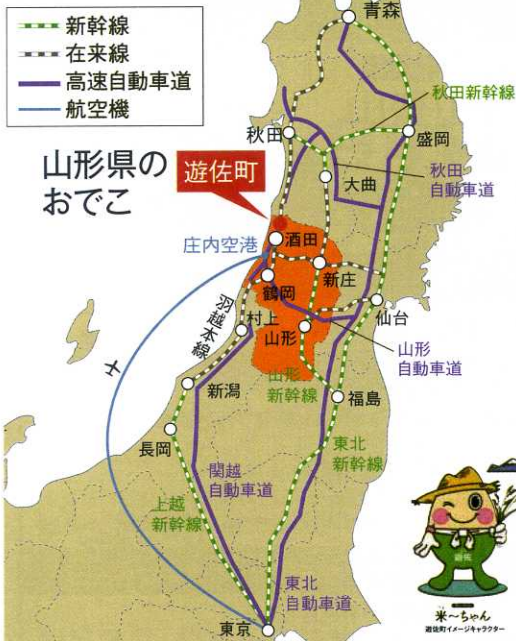 新幹線
在来線
高速自動車道
航空機
青森
秋田新幹線
秋田
盛岡
山形県の
おでこ
遊佐町
大曲
秋田
自動車道
庄内空港
酒田
新庄
鶴岡
羽越本線
村上
仙台
山形
山形
自動車道
山形
新幹線
新潟
福島
長岡
東北
新幹線
関越
自動車道
上越
新幹線
遊佐
東北
自動車道
米～ちゃん
遊佐町イメージキャラクター
東京